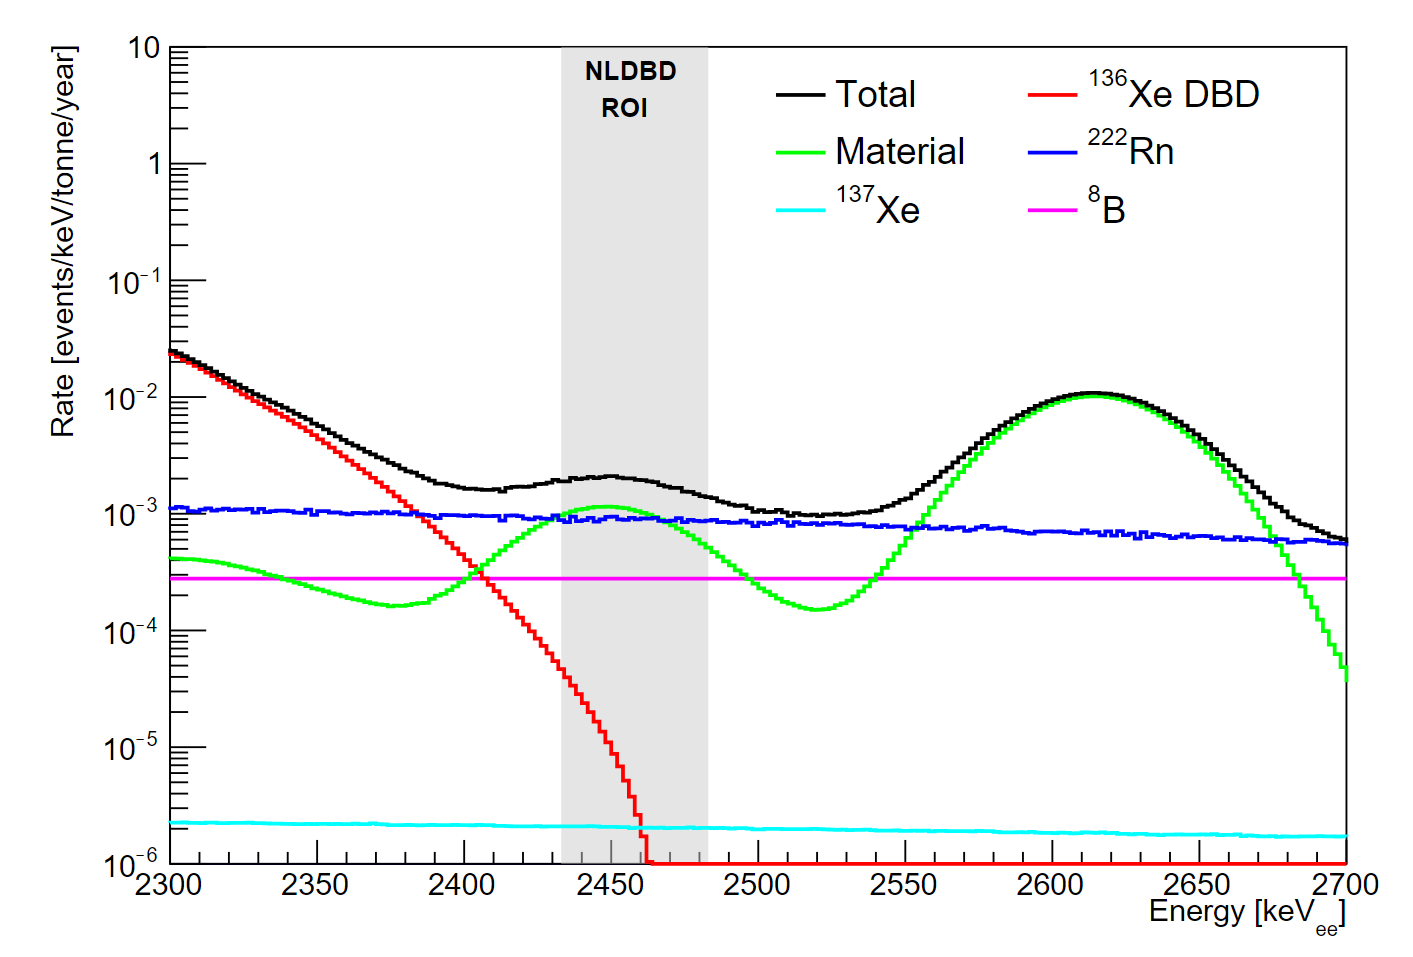 Rate [events/keV/tonne/year]
10
1
10⁻¹
10⁻²
10⁻³
10⁻⁴
10⁻⁵
10⁻⁶
NLDBD
ROI
Total
¹³⁶Xe DBD
Material
²²²Rn
¹³⁷Xe
⁸B
2300 2350 2400 2450 2500 2550 2600 2650 2700
Energy [keVₑₑ]